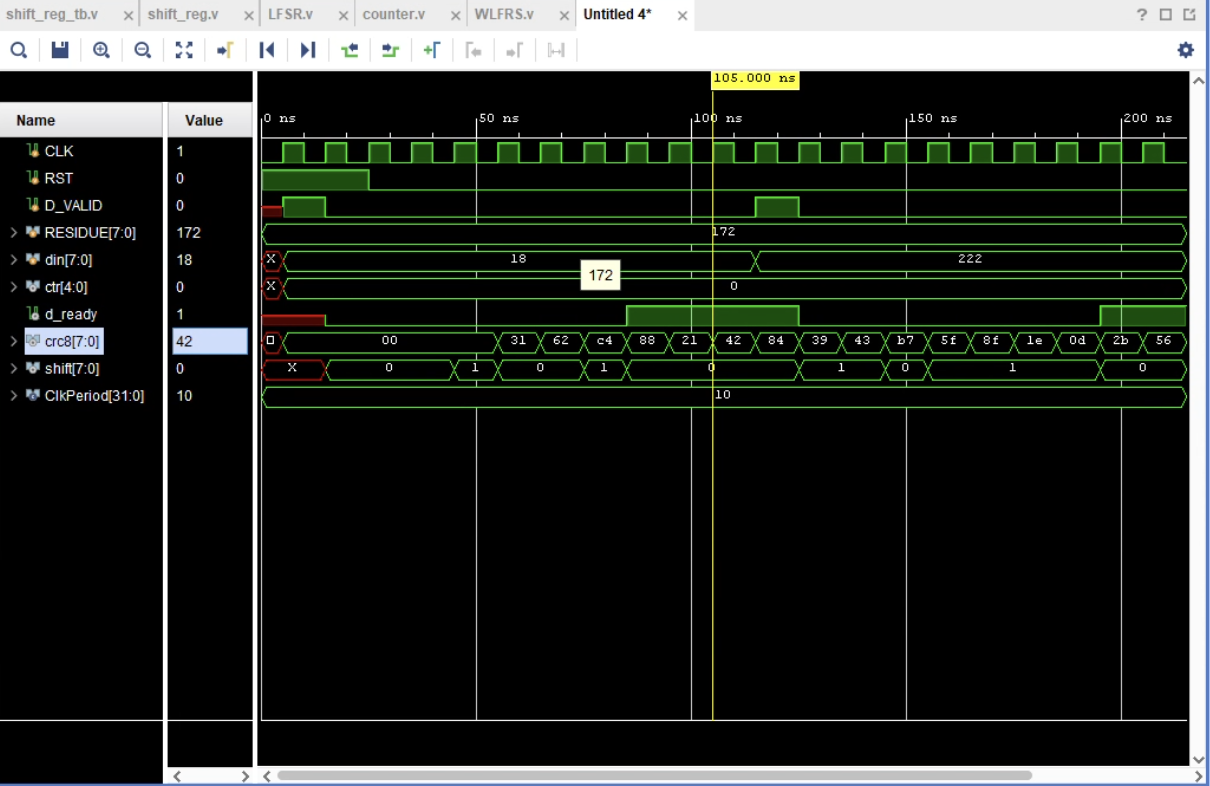 shift_reg_tb.v × shift_reg.v × LFSR.v × counter.v × WLFRS.v × Untitled 4* × ?
105.000 ns
Name Value 0 ns 50 ns 100 ns 150 ns 200 ns
CLK 1
RST 0
D_VALID 0
RESIDUE[7:0] 172 172
din[7:0] 18 X 18 222
172
ctr[4:0] 0 X 0
d_ready 1
crc8[7:0] 42 00 31 62 c4 88 21 42 84 39 43 b7 5f 8f 1e 0d 2b 56
shift[7:0] 0 X 0 1 0 1 0 1 0 1 0
ClkPeriod[31:0] 10 10